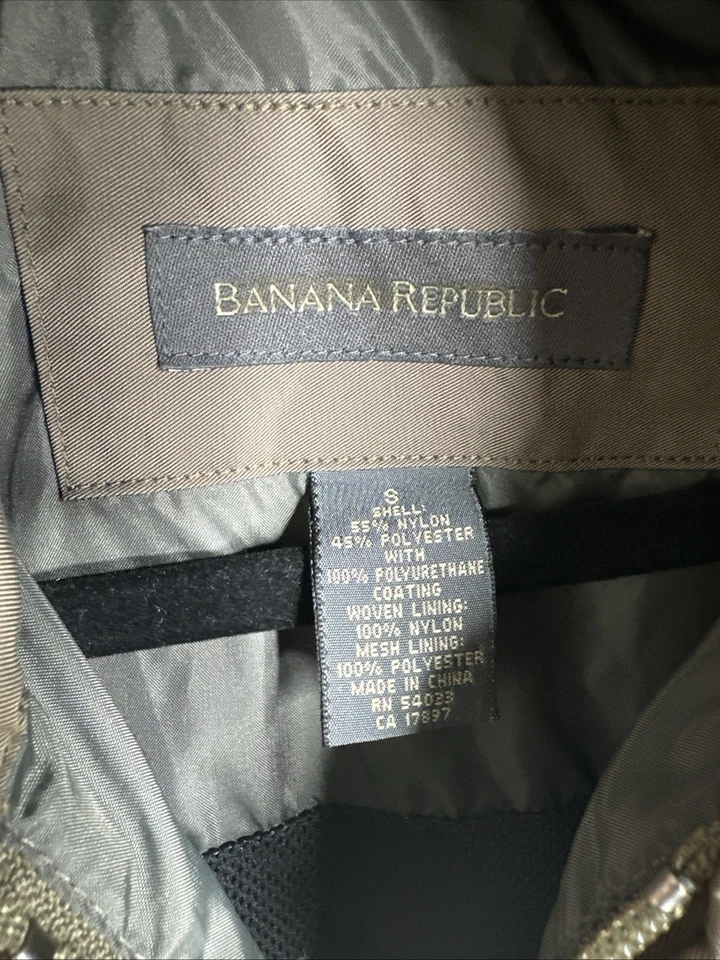 BANANA REPUBLIC
S
SHELL:
55% NYLON
45% POLYESTER
WITH
100% POLYURETHANE
COATING
WOVEN LINING:
100% NYLON
MESH LINING:
100% POLYESTER
MADE IN CHINA
RN 54023
CA 17897